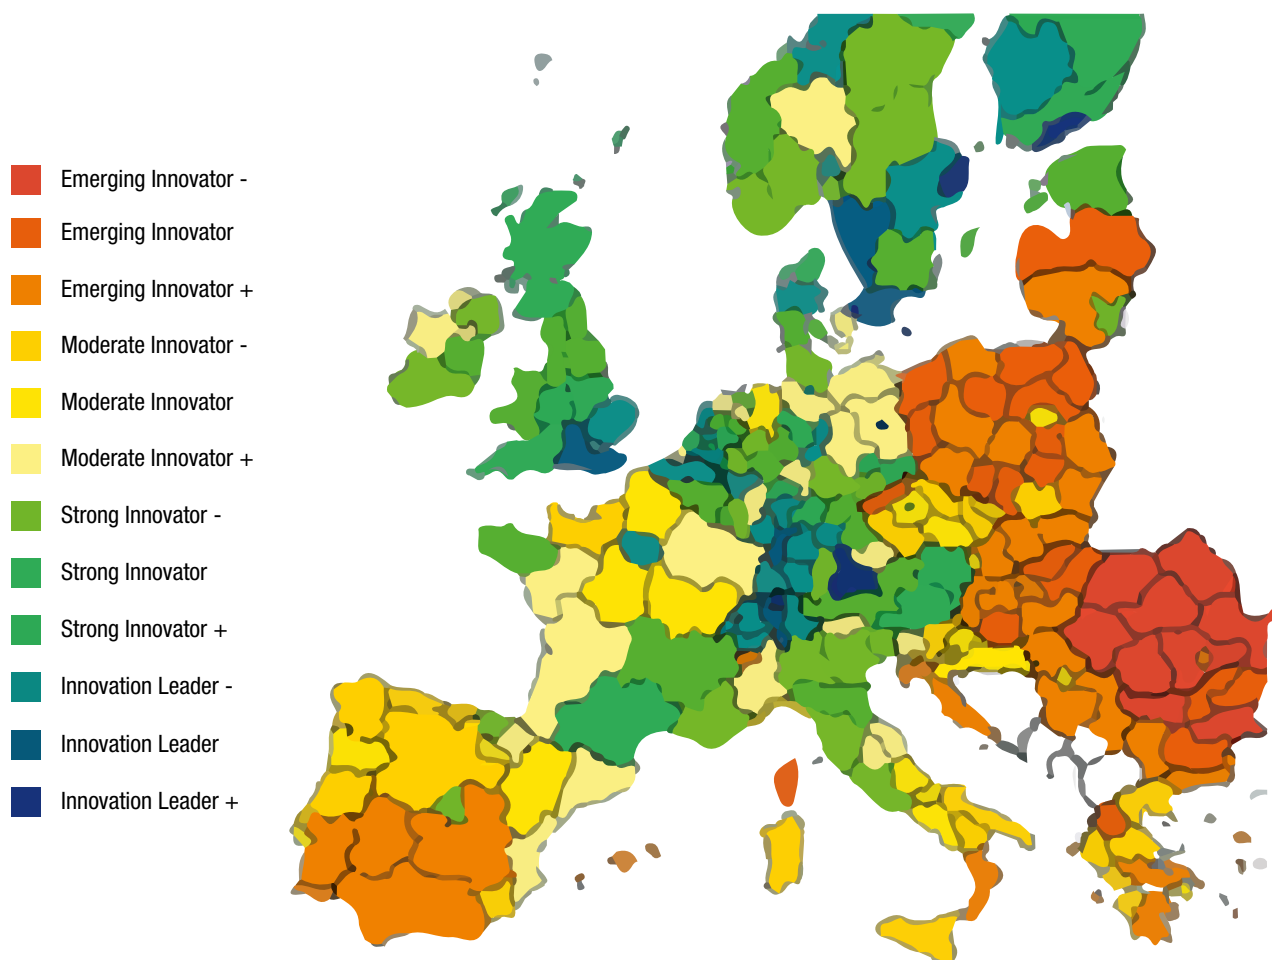 Emerging Innovator -
Emerging Innovator
Emerging Innovator +
Moderate Innovator -
Moderate Innovator
Moderate Innovator +
Strong Innovator -
Strong Innovator
Strong Innovator +
Innovation Leader -
Innovation Leader
Innovation Leader +